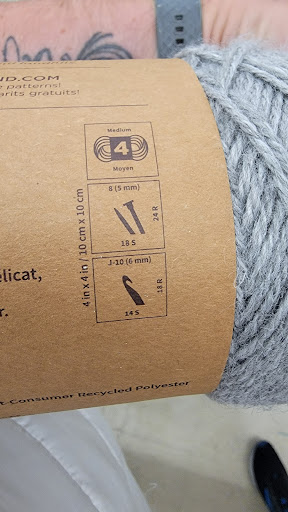 ND.COM
patterns!
arits gratuits!
Medium
4
Moyen
8 (5 mm)
24 R
18 S
4 in x 4 in / 10 cm x 10 cm
J-10 (6 mm)
18 R
14 S
elicat,
r.
t-Consumer Recycled Polyester